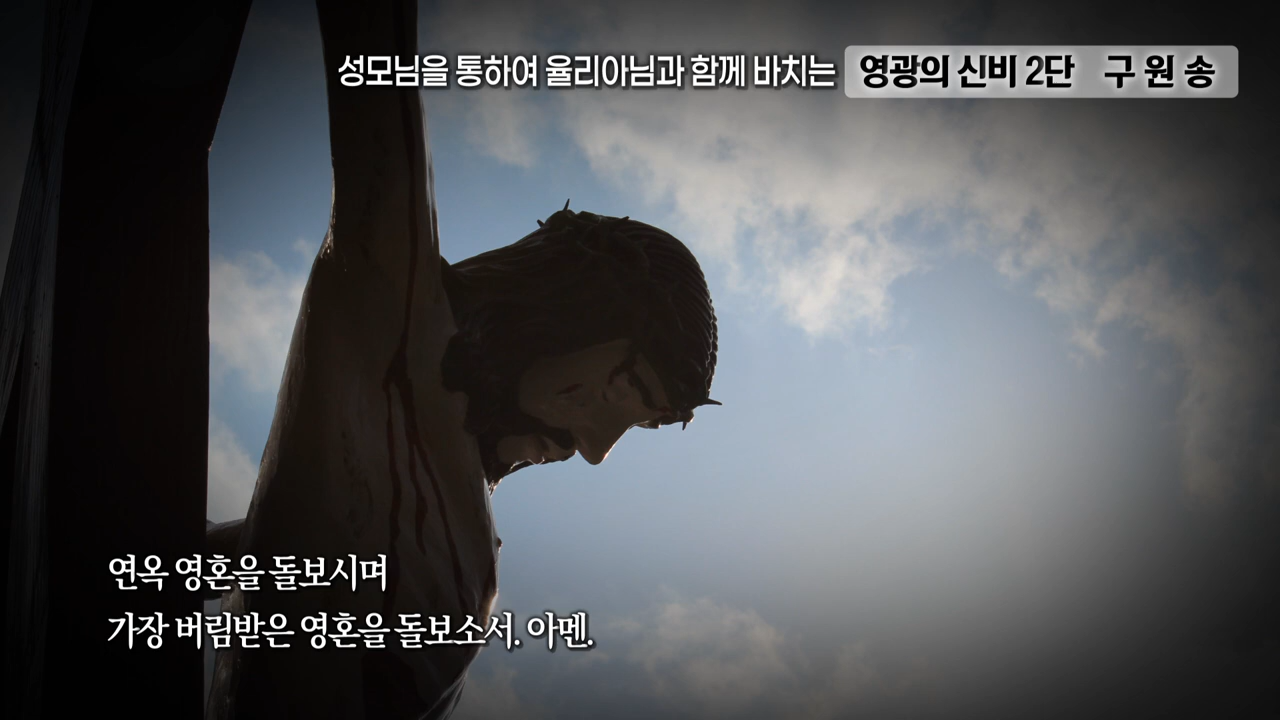 성모님을 통하여 율리아님과 함께 바치는 영광의 신비 2단 구 원 송
연옥 영혼을 돌보시며
가장 버림받은 영혼을 돌보소서. 아멘.